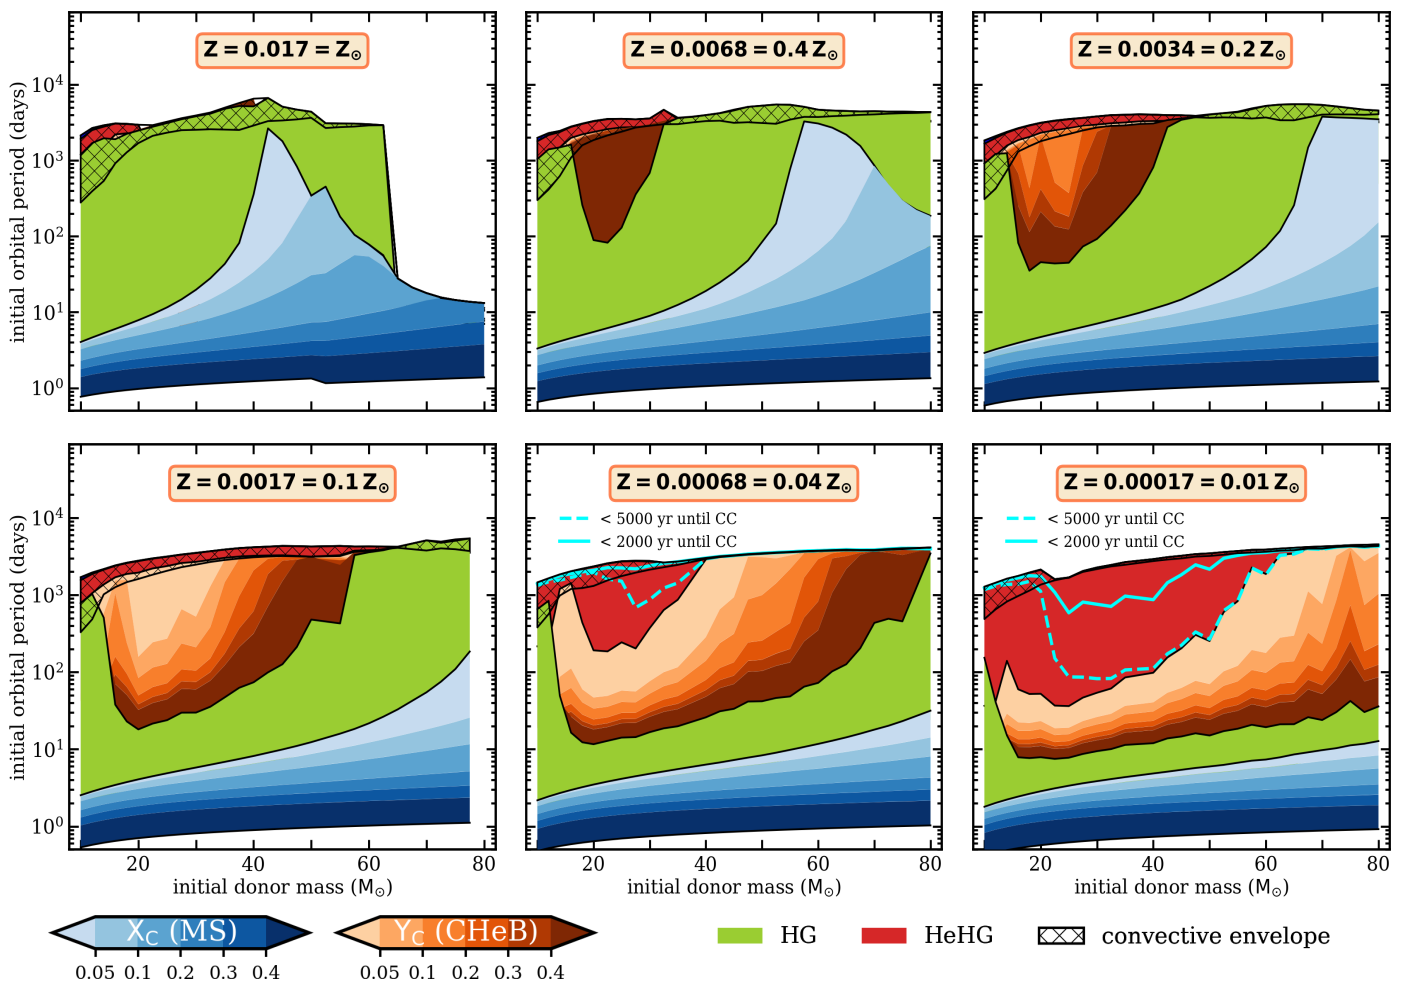 Z = 0.017 = Z⊙
Z = 0.0068 = 0.4 Z⊙
Z = 0.0034 = 0.2 Z⊙
initial orbital period (days)
10⁴
10³
10²
10¹
10⁰
Z = 0.0017 = 0.1 Z⊙
Z = 0.00068 = 0.04 Z⊙
Z = 0.00017 = 0.01 Z⊙
< 5000 yr until CC
< 2000 yr until CC
< 5000 yr until CC
< 2000 yr until CC
initial orbital period (days)
10⁴
10³
10²
10¹
10⁰
20 40 60 80
20 40 60 80
20 40 60 80
initial donor mass (M⊙)
initial donor mass (M⊙)
initial donor mass (M⊙)
X_C (MS)
0.05 0.1 0.2 0.3 0.4
Y_C (CHeB)
0.05 0.1 0.2 0.3 0.4
HG
HeHG
convective envelope